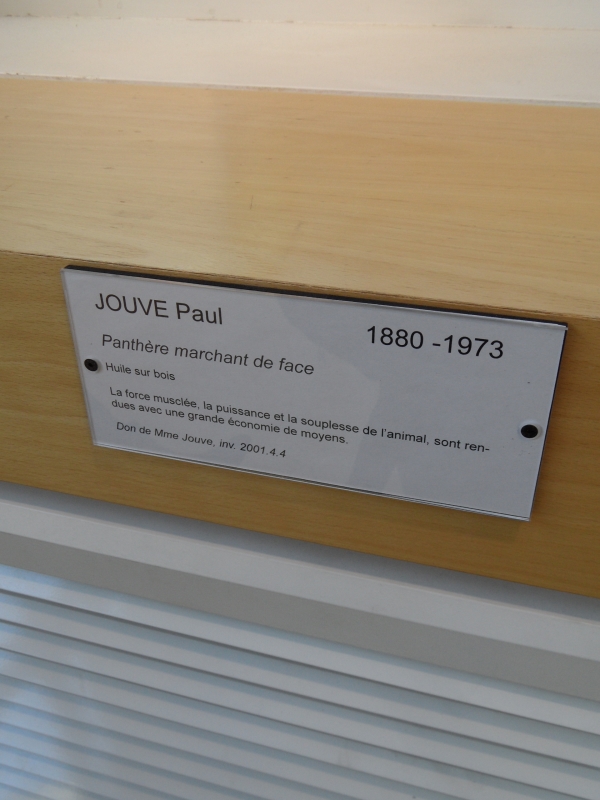 JOUVE Paul
1880 -1973
Panthère marchant de face
Huile sur bois
La force musclée, la puissance et la souplesse de l'animal, sont ren-
dues avec une grande économie de moyens.
Don de Mme Jouve, inv. 2001.4.4